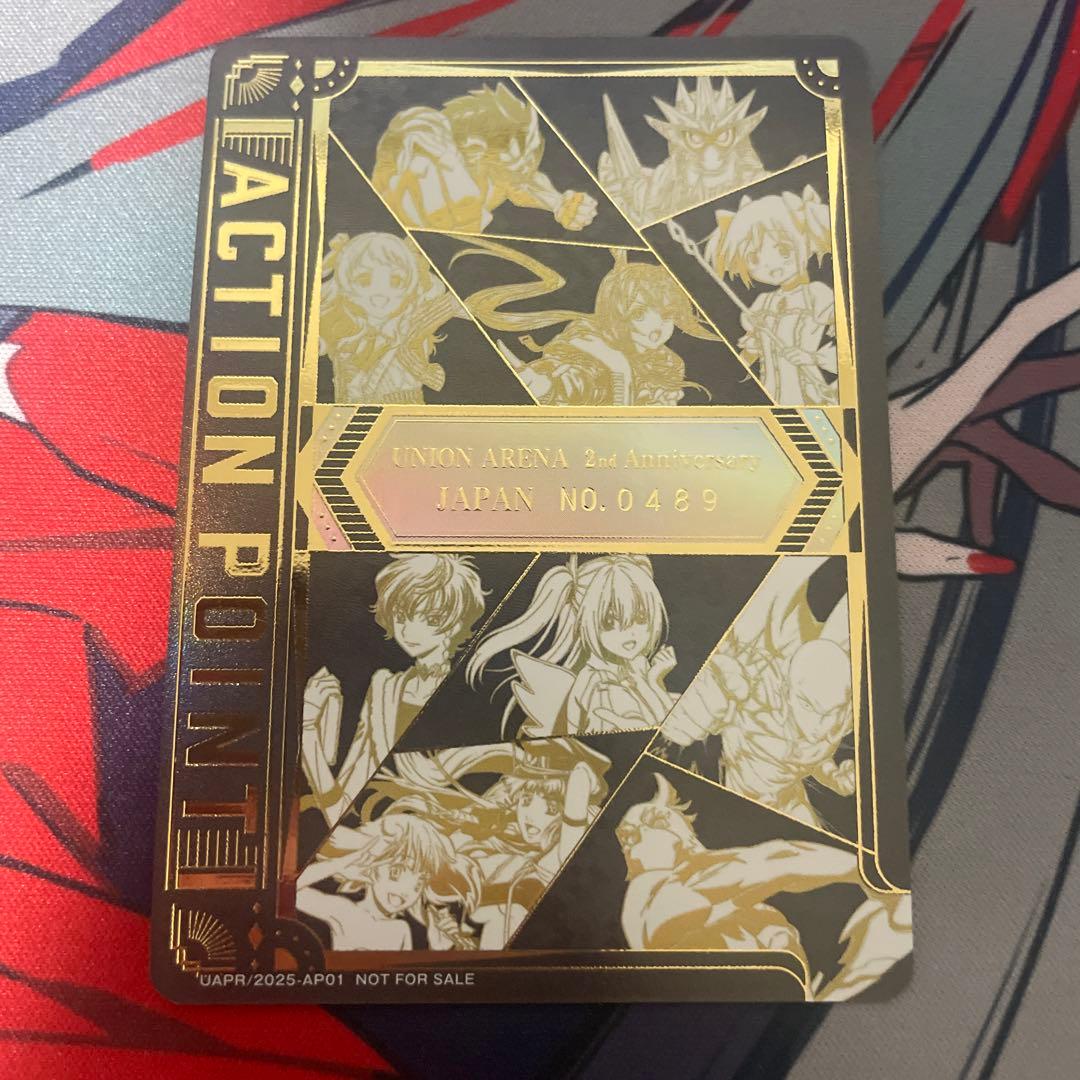 ACTION POINT
UNION ARENA 2nd Anniversary
JAPAN NO.0489
UAPR/2025-AP01 NOT FOR SALE